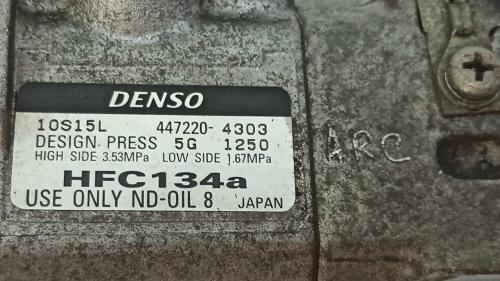 DENSO
10S15L 447220-4303
DESIGN PRESS 5G 1250
HIGH SIDE 3.53MPa LOW SIDE 1.67MPa
HFC134a
USE ONLY ND-OIL 8 JAPAN
ARC